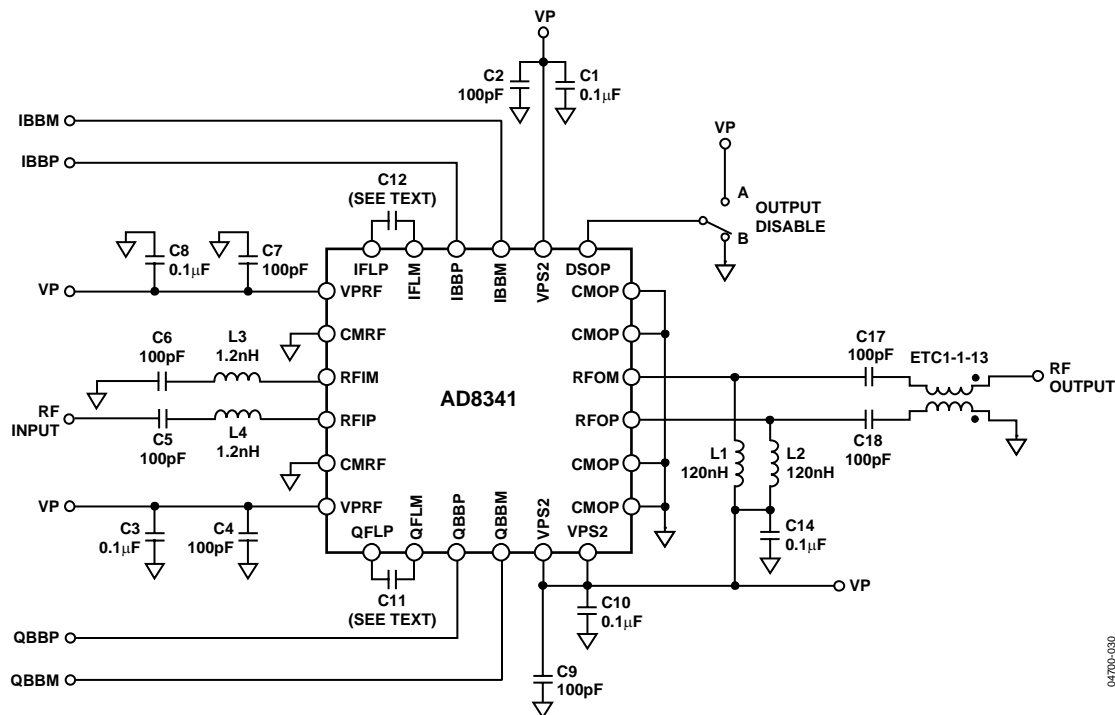 VP
C2
100pF
C1
0.1μF
IBBM
IBBP
VP
C12
(SEE TEXT)
A
OUTPUT
DISABLE
B
C8
0.1μF
C7
100pF
IFLP
IFLM
IBBP
IBBM
VPS2
DSOP
VP
VPRF
CMOP
CMRF
CMOP
C6
100pF
L3
1.2nH
C17
100pF
ETC1-1-13
RFIM
RFOM
RF
OUTPUT
AD8341
RF
INPUT
RFIP
RFOP
C5
100pF
L4
1.2nH
C18
100pF
L1
120nH
L2
120nH
CMRF
CMOP
VP
VPRF
CMOP
C3
0.1μF
C4
100pF
QFLP
QFLM
QBBP
QBBM
VPS2
VPS2
C14
0.1μF
C11
(SEE TEXT)
VP
C10
0.1μF
QBBP
C9
100pF
QBBM
04700-030